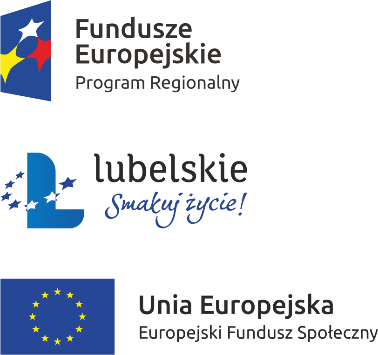 Fundusze
Europejskie
Program Regionalny
lubelskie
Smakuj życie!
Unia Europejska
Europejski Fundusz Społeczny